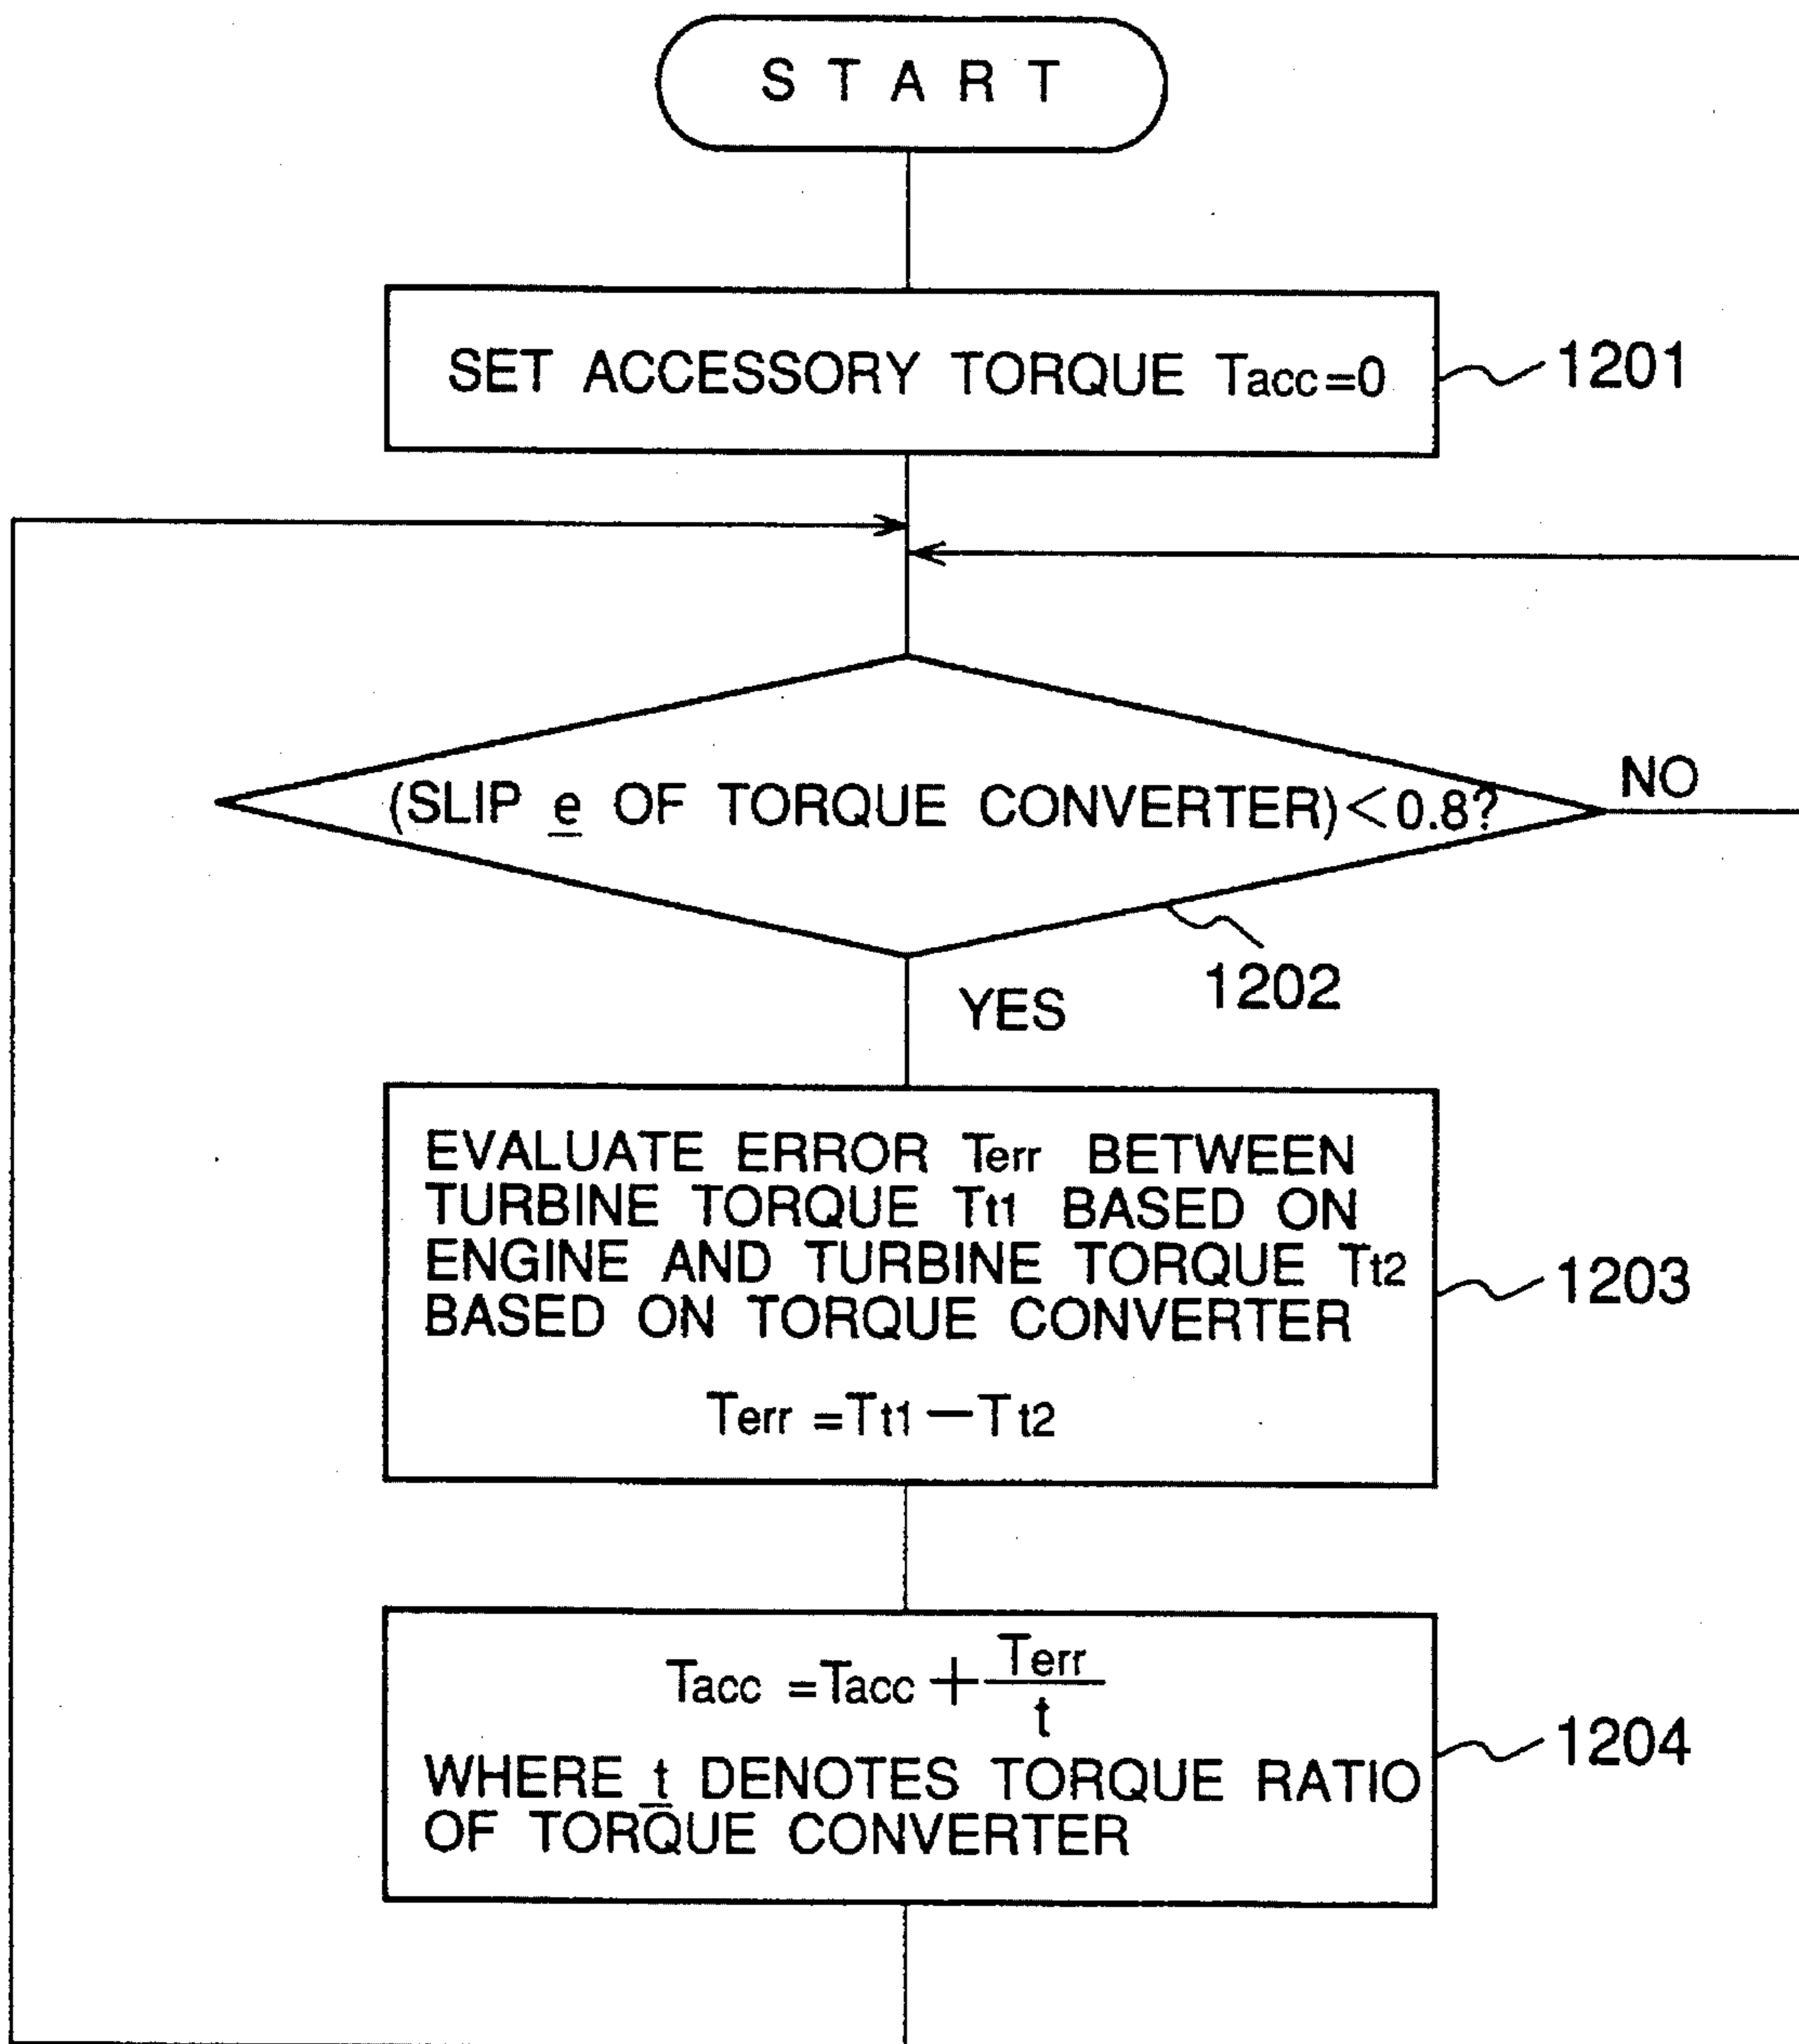 START
SET ACCESSORY TORQUE Tacc=0
1201
(SLIP e OF TORQUE CONVERTER)<0.8?
NO
1202
YES
EVALUATE ERROR Terr BETWEEN
TURBINE TORQUE Tt1 BASED ON
ENGINE AND TURBINE TORQUE Tt2
BASED ON TORQUE CONVERTER
Terr=Tt1−Tt2
1203
Tacc=Tacc+Terr/t
WHERE t DENOTES TORQUE RATIO
OF TORQUE CONVERTER
1204